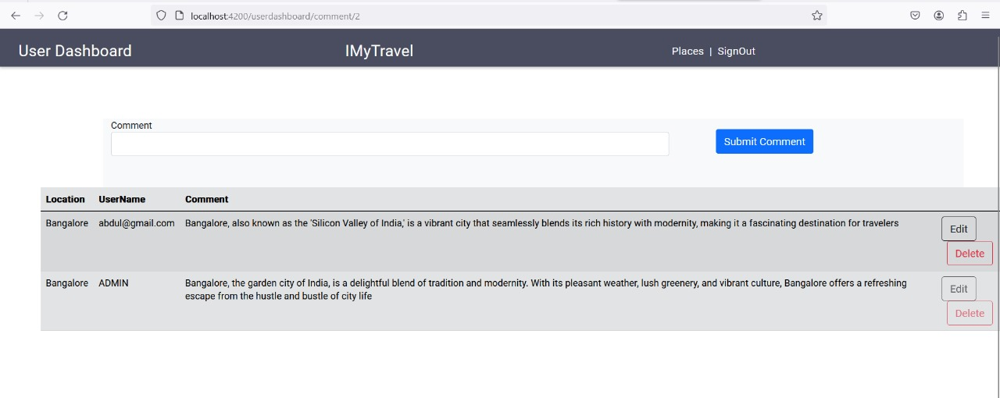 localhost:4200/userdashboard/comment/2
User Dashboard IMyTravel Places | SignOut
Comment
Submit Comment
Location UserName Comment
Bangalore abdul@gmail.com Bangalore, also known as the 'Silicon Valley of India,' is a vibrant city that seamlessly blends its rich history with modernity, making it a fascinating destination for travelers Edit
Delete
Bangalore ADMIN Bangalore, the garden city of India, is a delightful blend of tradition and modernity. With its pleasant weather, lush greenery, and vibrant culture, Bangalore offers a refreshing Edit
escape from the hustle and bustle of city life
Delete